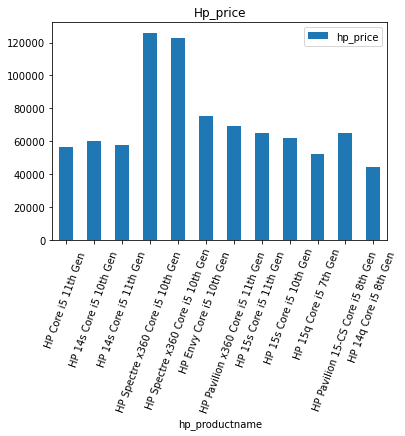 Hp_price
hp_price
120000
100000
80000
60000
40000
20000
0
HP Core i5 11th Gen
HP 14s Core i5 10th Gen
HP 14s Core i5 11th Gen
HP Spectre x360 Core i5 10th Gen
HP Spectre x360 Core i5 10th Gen
HP Envy Core i5 10th Gen
HP Pavilion x360 Core i5 11th Gen
HP 15s Core i5 11th Gen
HP 15s Core i5 10th Gen
HP 15q Core i5 7th Gen
HP Pavilion 15-CS Core i5 8th Gen
HP 14q Core i5 8th Gen
hp_productname